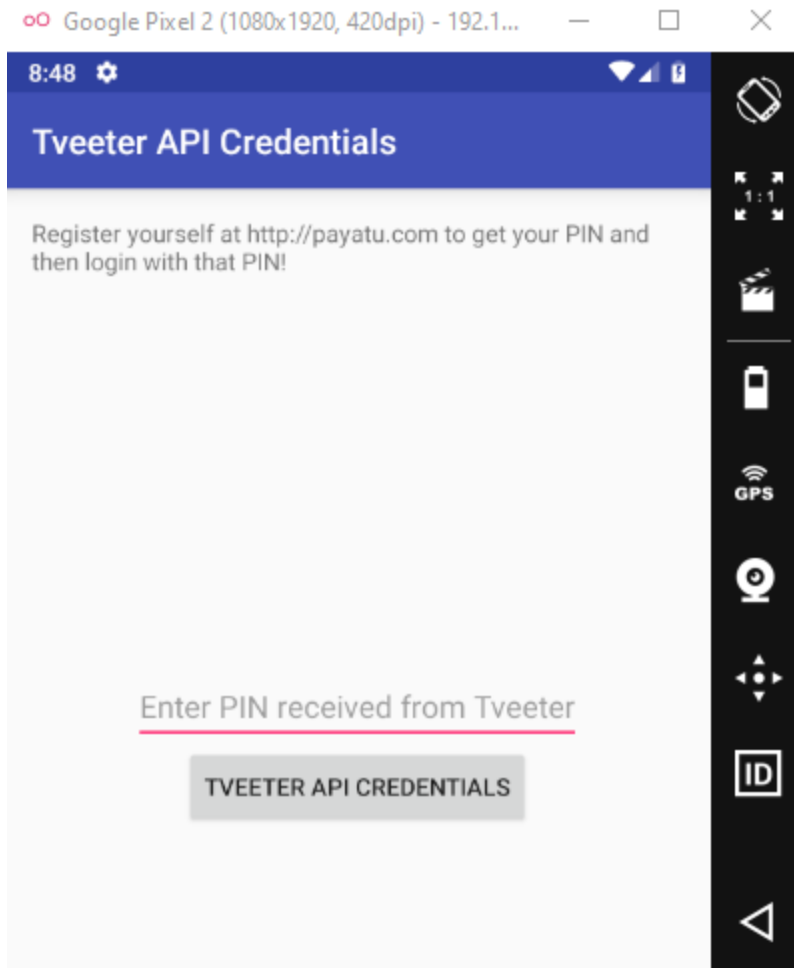 Google Pixel 2 (1080x1920, 420dpi) - 192.1...
8:48
Tveeter API Credentials
1:1
Register yourself at http://payatu.com to get your PIN and
then login with that PIN!
GPS
Enter PIN received from Tveeter
TVEETER API CREDENTIALS
ID